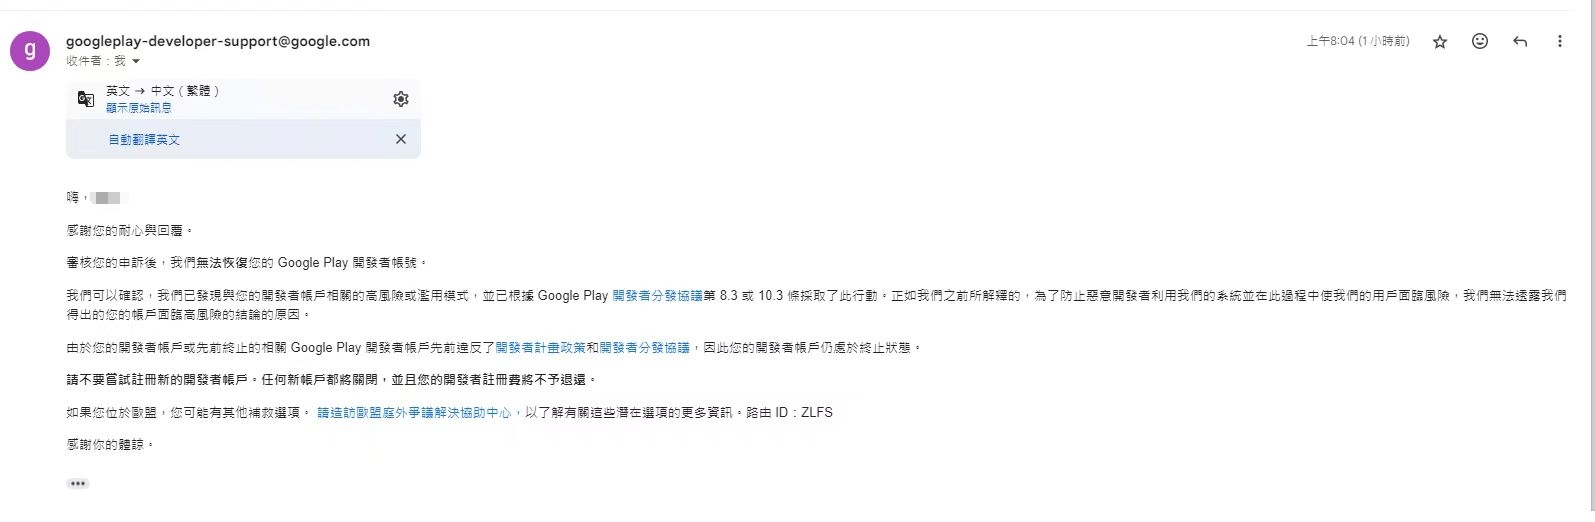 g
googleplay-developer-support@google.com
上午8:04 (1 小時前)
收件者：我
英文 → 中文（繁體）
顯示原始訊息
自動翻譯英文
嗨，
感謝您的耐心與回覆。
審核您的申訴後，我們無法恢復您的 Google Play 開發者帳號。
我們可以確認，我們已發現與您的開發者帳戶相關的高風險或濫用模式，並已根據 Google Play 開發者分發協議第 8.3 或 10.3 條採取了此行動。正如我們之前所解釋的，為了防止惡意開發者利用我們的系統並在此過程中使我們的用戶面臨風險，我們無法透露我們
得出的您的帳戶面臨高風險的結論的原因。
由於您的開發者帳戶或先前終止的相關 Google Play 開發者帳戶先前違反了開發者計畫政策和開發者分發協議，因此您的開發者帳戶仍處於終止狀態。
請不要嘗試註冊新的開發者帳戶。任何新帳戶都將關閉，並且您的開發者註冊費將不予退還。
如果您位於歐盟，您可能有其他補救選項。 請造訪歐盟庭外爭議解決協助中心，以了解有關這些潛在選項的更多資訊。路由 ID：ZLFS
感謝你的體諒。